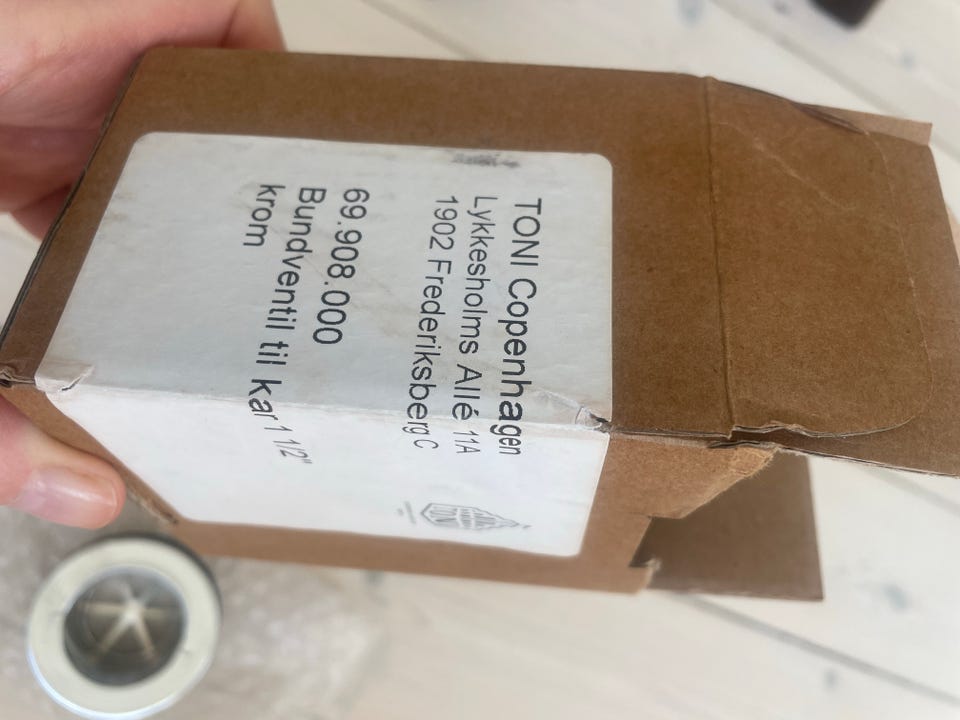 TONI Copenhagen
Lykkesholms Allé 11A
1902 Frederiksberg C
69.908.000
Bundventil til kar 1 1/2"
krom